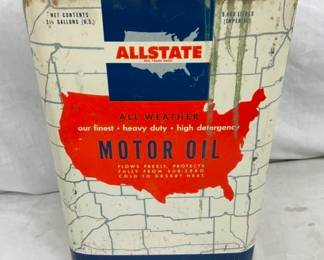 NET CONTENTS
2½ GALLONS (U.S.)
ALLSTATE
ALL WEATHER
our finest • heavy duty • high detergency
MOTOR OIL
FLOWS FREELY, PROTECTS
FULLY FROM SUB-ZERO
COLD TO DESERT HEAT